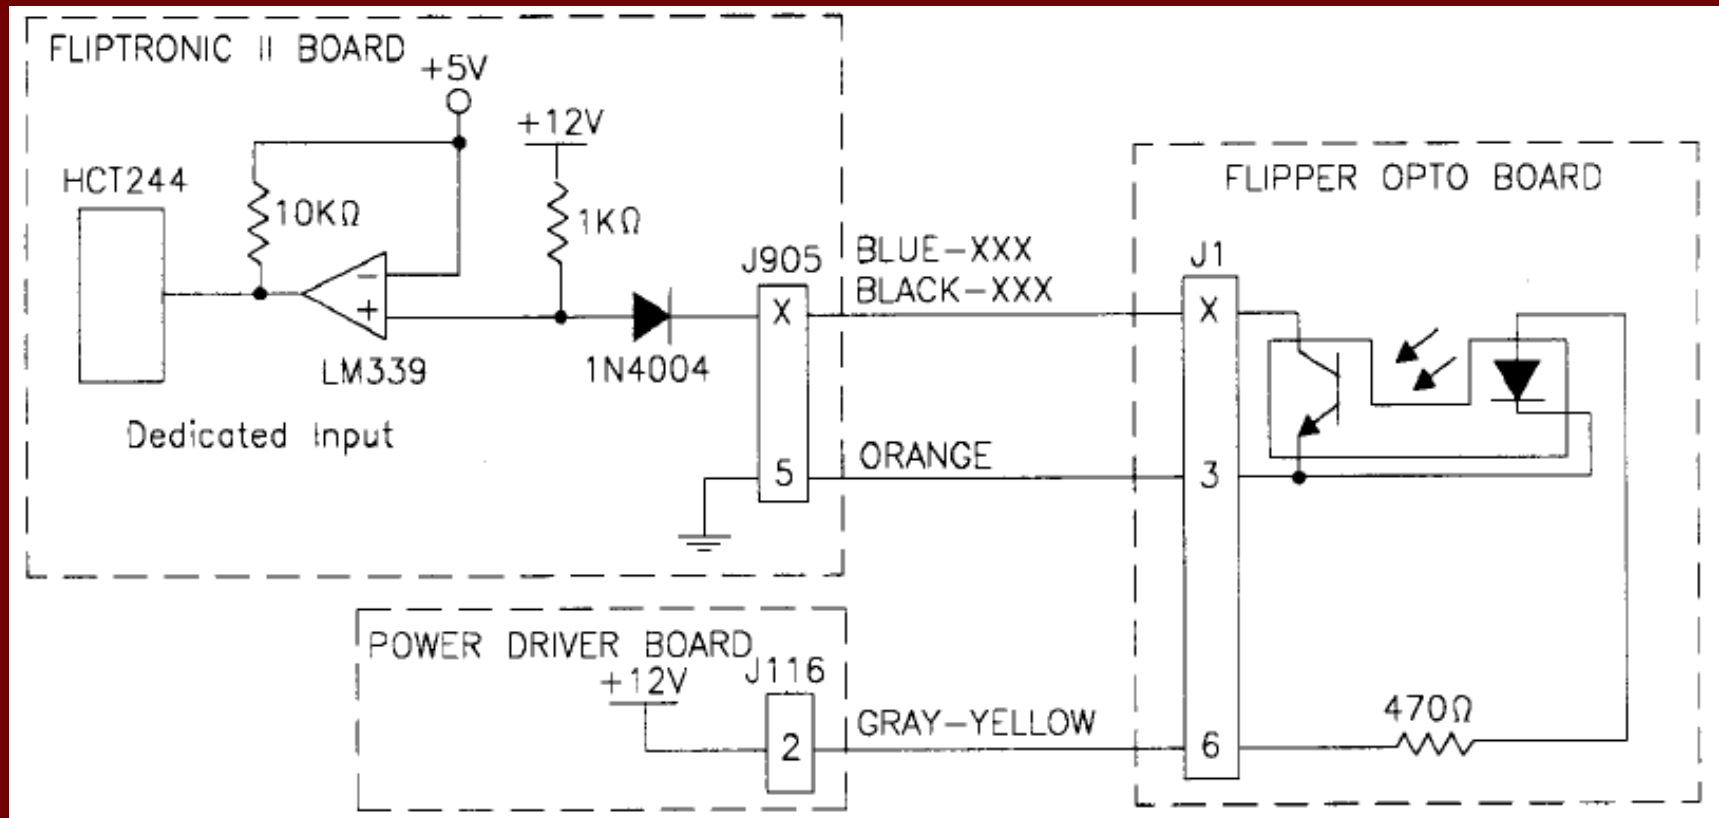 FLIPTRONIC II BOARD
+5V
+12V
HCT244
10KΩ
1KΩ
−
+
LM339
1N4004
Dedicated Input
J905
X
5
BLUE-XXX
BLACK-XXX
ORANGE
FLIPPER OPTO BOARD
J1
X
3
6
470Ω
POWER DRIVER BOARD
+12V
J116
2
GRAY-YELLOW